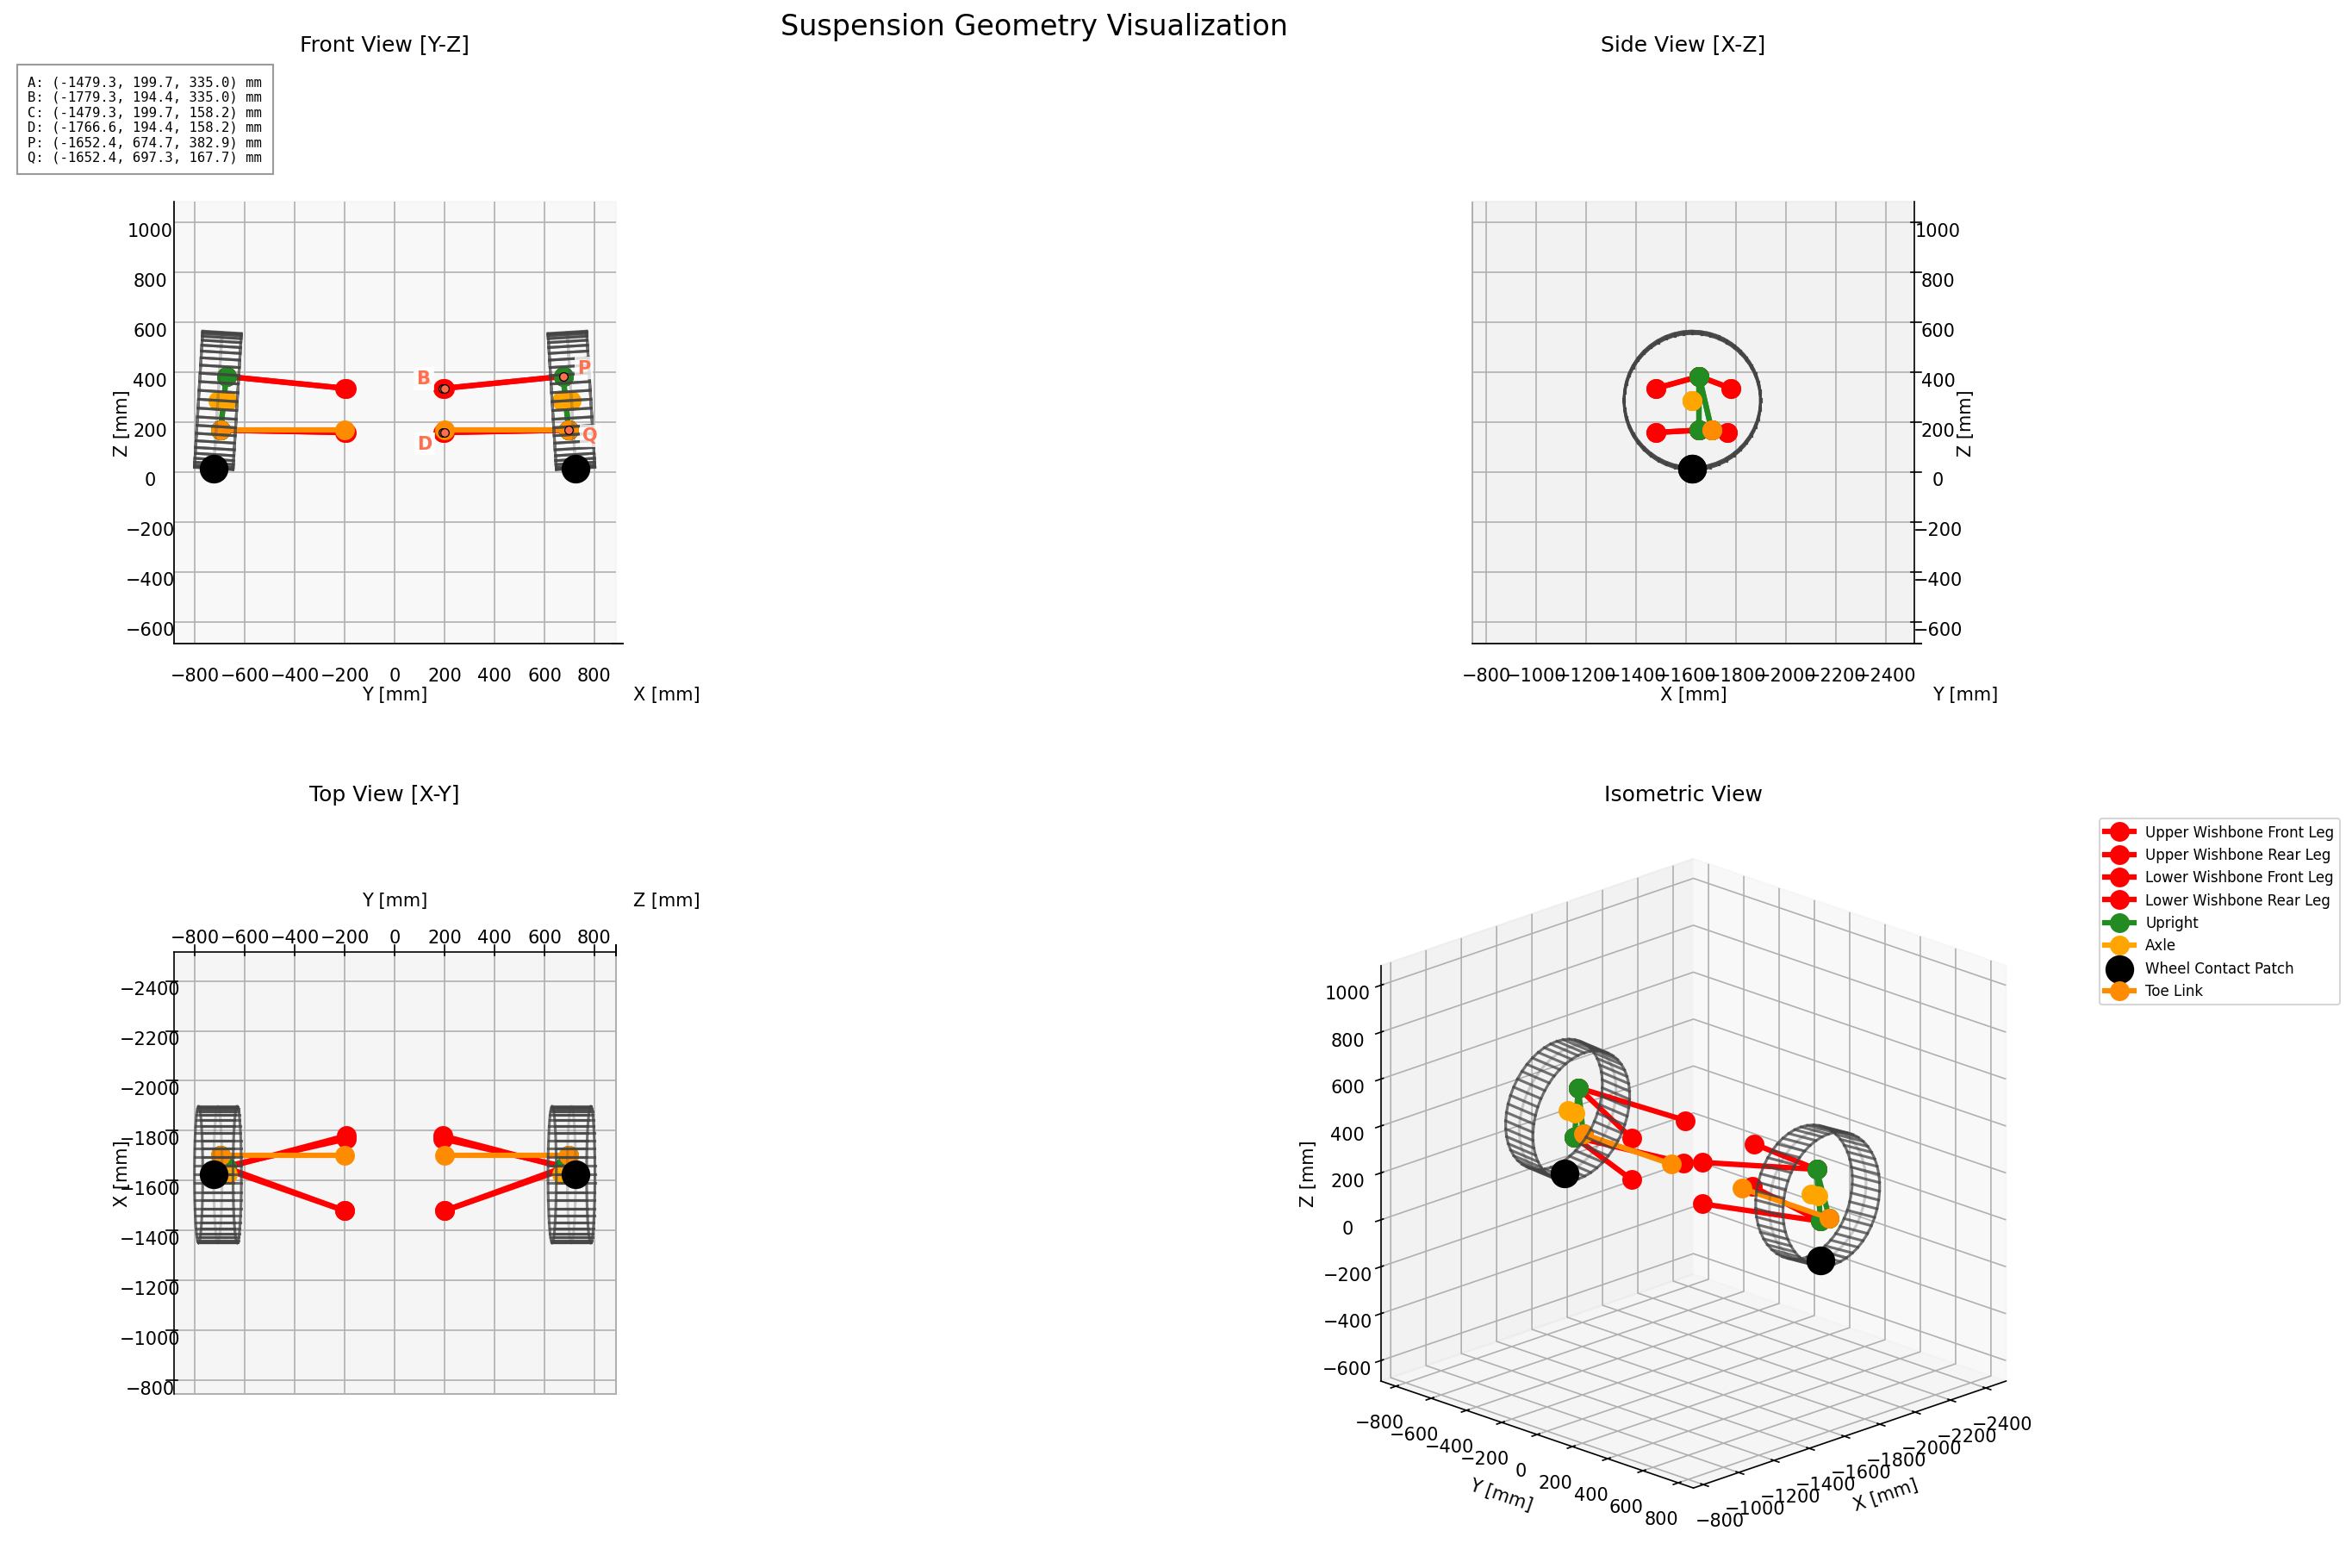 Suspension Geometry Visualization
Front View [Y-Z]
A: (-1479.3, 199.7, 335.0) mm
B: (-1779.3, 194.4, 335.0) mm
C: (-1479.3, 199.7, 158.2) mm
D: (-1766.6, 194.4, 158.2) mm
P: (-1652.4, 674.7, 382.9) mm
Q: (-1652.4, 697.3, 167.7) mm
1000
800
600
400
200
0
−200
−400
−600
Z [mm]
B
P
D
Q
−800
−600
−400
−200
0
200
400
600
800
Y [mm]
X [mm]
Side View [X-Z]
1000
800
600
400
200
0
−200
−400
−600
Z [mm]
−800
−1000
−1200
−1400
−1600
−1800
−2000
−2200
−2400
X [mm]
Y [mm]
Top View [X-Y]
Y [mm]
Z [mm]
−800
−600
−400
−200
0
200
400
600
800
−2400
−2200
−2000
−1800
−1600
−1400
−1200
−1000
−800
X [mm]
Isometric View
Upper Wishbone Front Leg
Upper Wishbone Rear Leg
Lower Wishbone Front Leg
Lower Wishbone Rear Leg
Upright
Axle
Wheel Contact Patch
Toe Link
1000
800
600
400
200
0
−200
−400
−600
Z [mm]
−800
−600
−400
−200
0
200
400
600
800
Y [mm]
−800
−1000
−1200
−1400
−1600
−1800
−2000
−2200
−2400
X [mm]